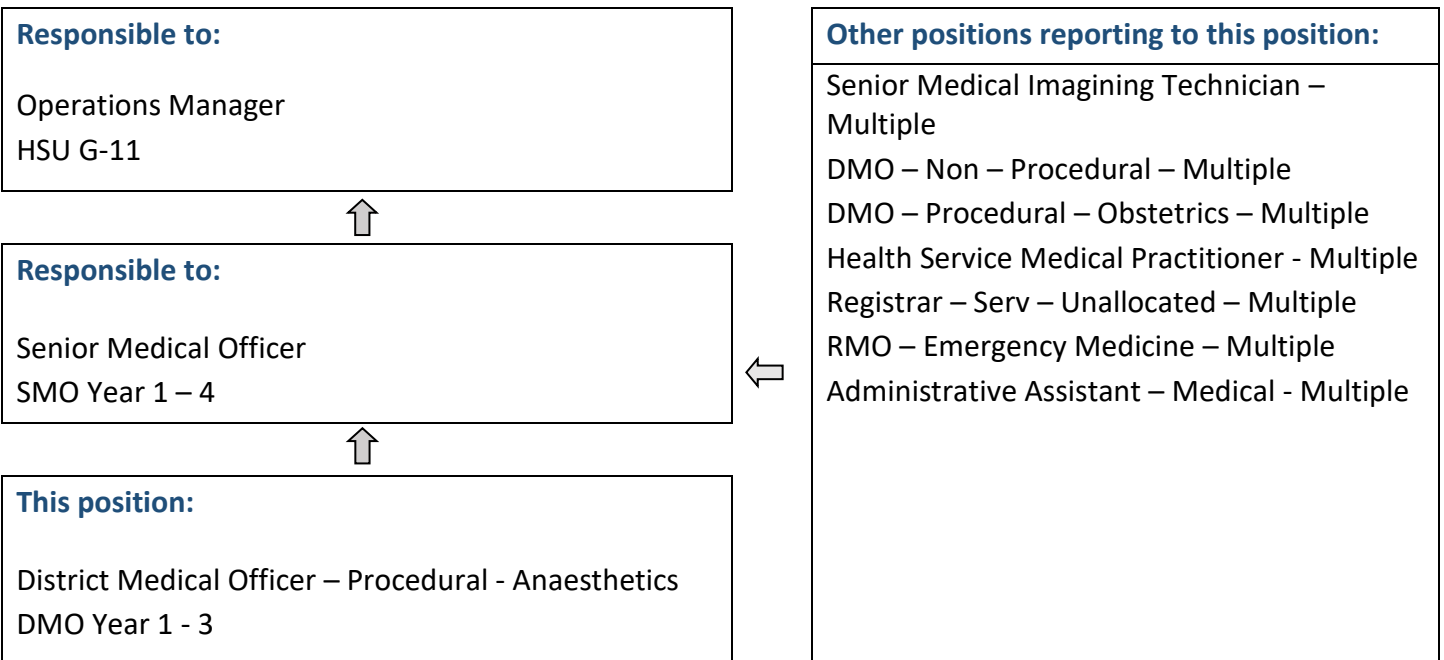 Responsible to:
Operations Manager
HSU G-11
Responsible to:
Senior Medical Officer
SMO Year 1 – 4
This position:
District Medical Officer – Procedural - Anaesthetics
DMO Year 1 - 3
Other positions reporting to this position:
Senior Medical Imagining Technician –
Multiple
DMO – Non – Procedural – Multiple
DMO – Procedural – Obstetrics – Multiple
Health Service Medical Practitioner - Multiple
Registrar – Serv – Unallocated – Multiple
RMO – Emergency Medicine – Multiple
Administrative Assistant – Medical - Multiple